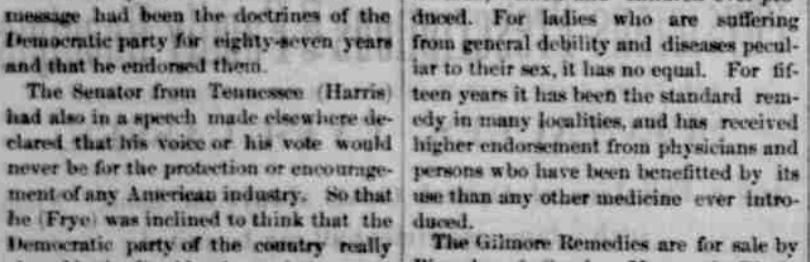 message had been the doctrines of the
Democratic party for eighty-seven years
and that he endorsed them.
The Senator from Tennessee (Harris)
had also in a speech made elsewhere de-
clared that his voice or his vote would
never be for the protection or encourage-
ment of any American industry. So that
he (Frye) was inclined to think that the
Democratic party of the country really
duced. For ladies who are suffering
from general debility and diseases pecul-
iar to their sex, it has no equal. For fif-
teen years it has been the standard rem-
edy in many localities, and has received
higher endorsement from physicians and
persons who have been benefitted by its
use than any other medicine ever intro-
duced.
The Gilmore Remedies are for sale by